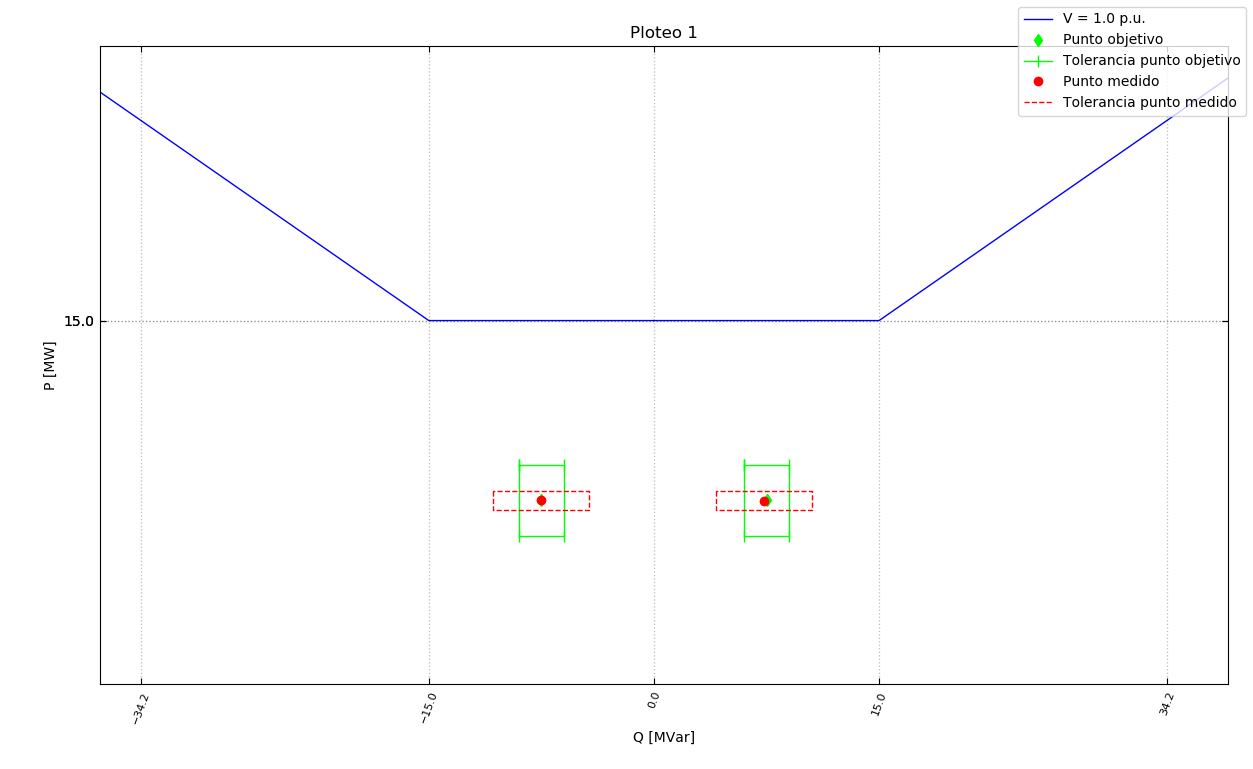 Ploteo 1
V = 1.0 p.u.
Punto objetivo
Tolerancia punto objetivo
Punto medido
Tolerancia punto medido
15.0
P [MW]
−34.2
−15.0
0.0
15.0
34.2
Q [MVar]